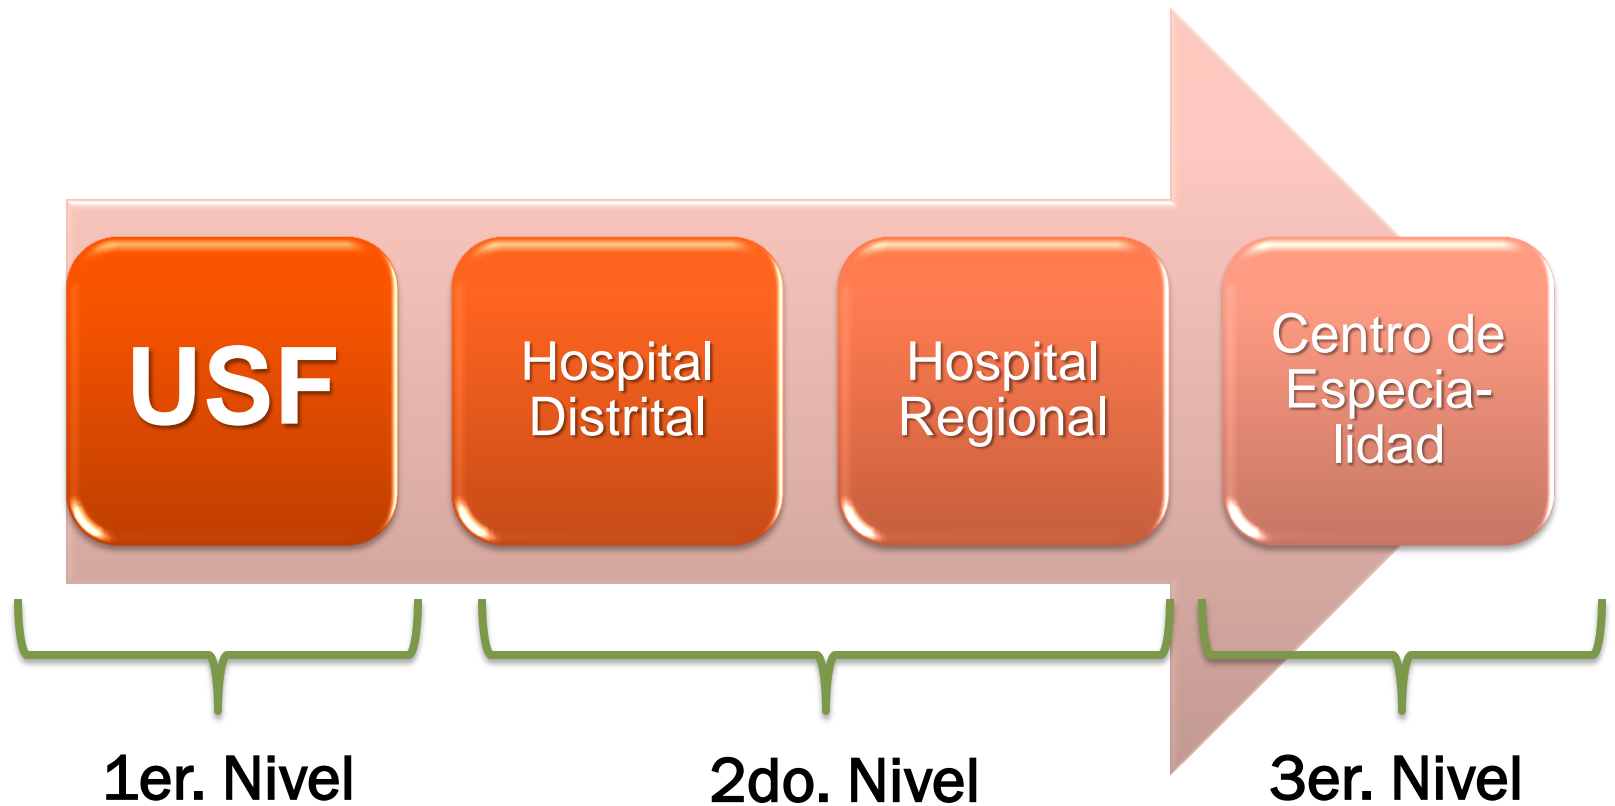 USF
Hospital
Distrital
Hospital
Regional
Centro de
Especia-
lidad
1er. Nivel
2do. Nivel
3er. Nivel